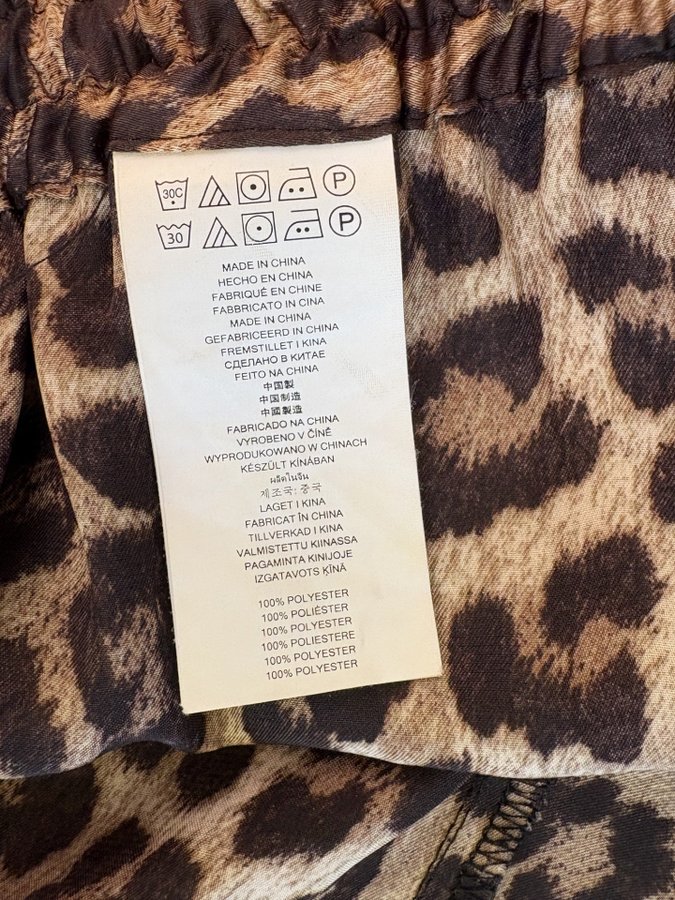 30C P
30 P
MADE IN CHINA
HECHO EN CHINA
FABRIQUÉ EN CHINE
FABBRICATO IN CINA
MADE IN CHINA
GEFABRICEERD IN CHINA
FREMSTILLET I KINA
СДЕЛАНО В КИТАЕ
FEITO NA CHINA
中国製
中国制造
中國製造
FABRICADO NA CHINA
VYROBENO V ČÍNĚ
WYPRODUKOWANO W CHINACH
KÉSZÜLT KÍNÁBAN
ผลิตในจีน
제조국: 중국
LAGET I KINA
FABRICAT ÎN CHINA
TILLVERKAD I KINA
VALMISTETTU KIINASSA
PAGAMINTA KINIJOJE
IZGATAVOTS ĶĪNĀ
100% POLYESTER
100% POLIÉSTER
100% POLYESTER
100% POLIESTERE
100% POLYESTER
100% POLYESTER